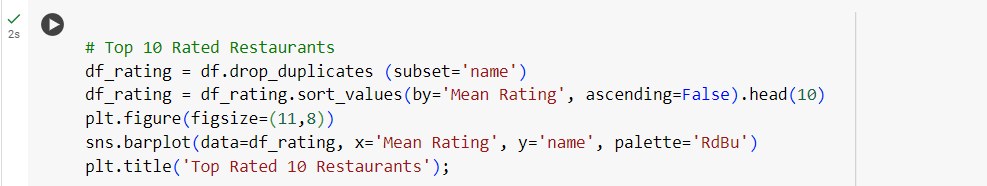 2s
# Top 10 Rated Restaurants
df_rating = df.drop_duplicates (subset='name')
df_rating = df_rating.sort_values(by='Mean Rating', ascending=False).head(10)
plt.figure(figsize=(11,8))
sns.barplot(data=df_rating, x='Mean Rating', y='name', palette='RdBu')
plt.title('Top Rated 10 Restaurants');